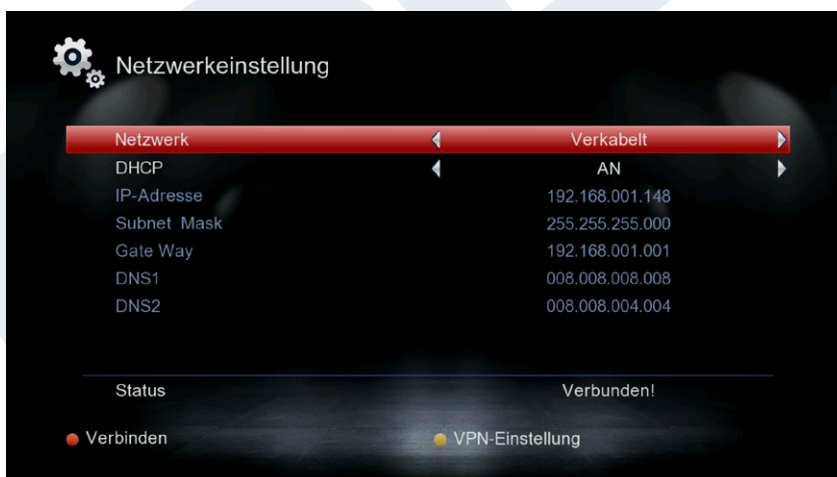 Netzwerkeinstellung
Netzwerk Verkabelt
DHCP AN
IP-Adresse 192.168.001.148
Subnet Mask 255.255.255.000
Gate Way 192.168.001.001
DNS1 008.008.008.008
DNS2 008.008.004.004
Status Verbunden!
Verbinden VPN-Einstellung